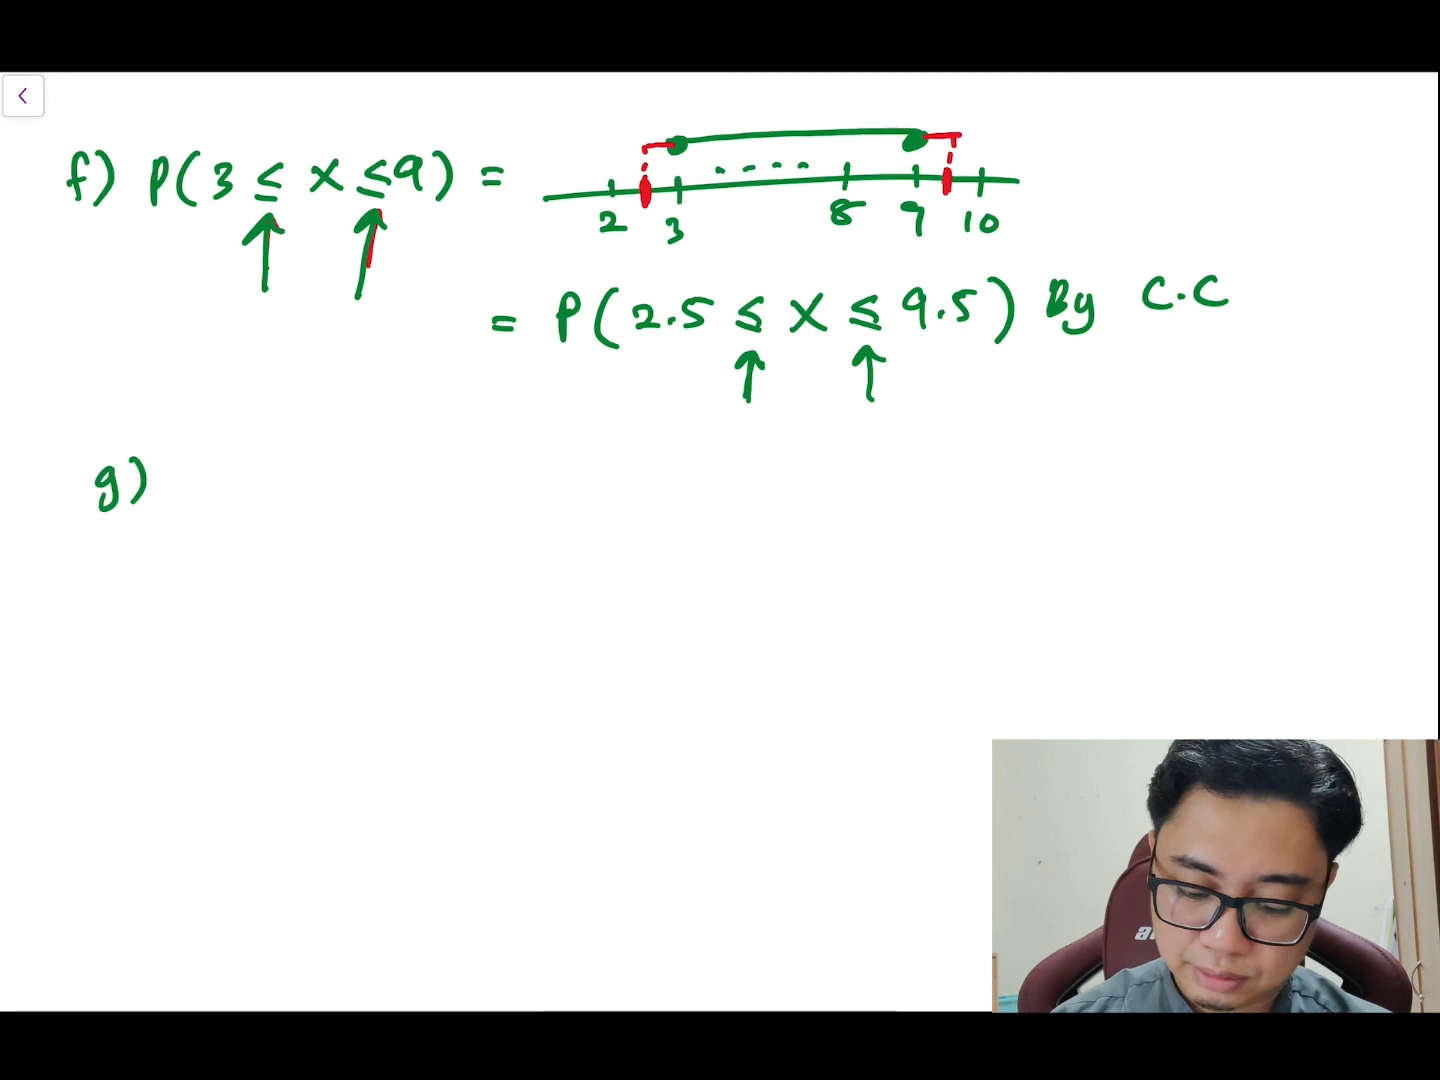 f) P(3 ≤ x ≤ 9) =
2 3 8 9 10
= P(2.5 ≤ x ≤ 9.5) By C.C
g)